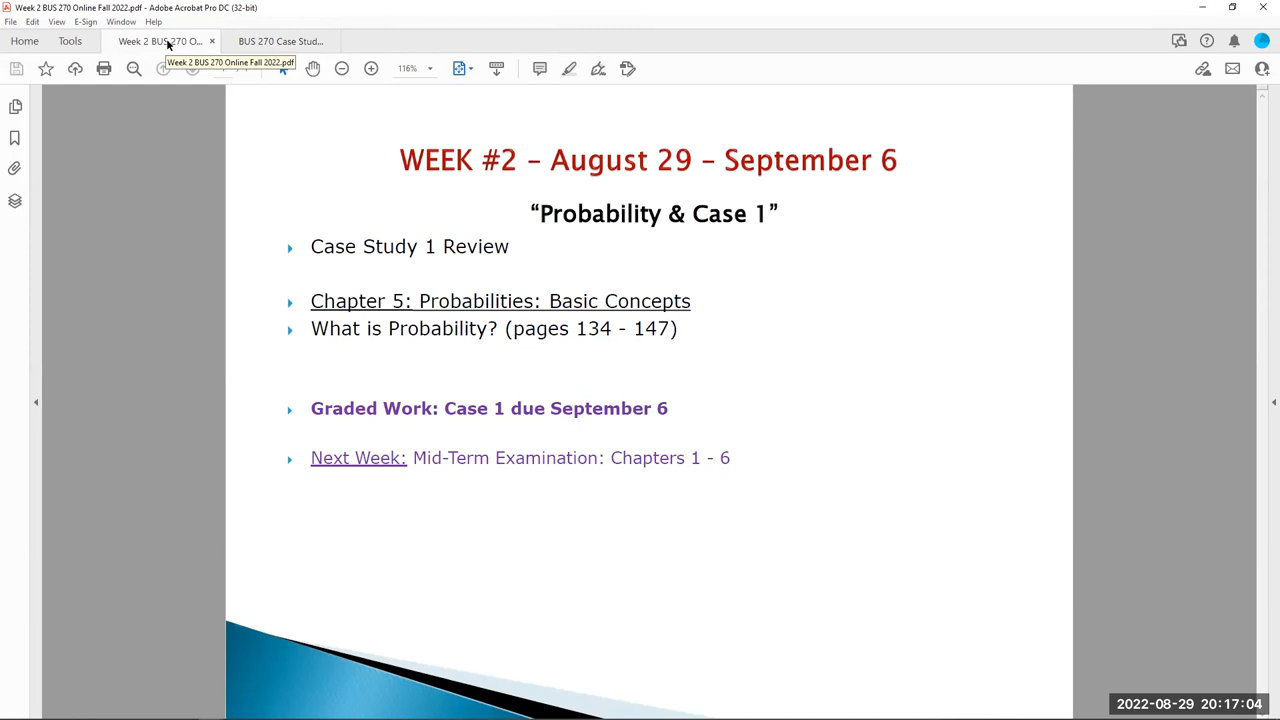 Week 2 BUS 270 Online Fall 2022.pdf - Adobe Acrobat Pro DC (32-bit)
File Edit View E-Sign Window Help
Home Tools Week 2 BUS 270 O... × BUS 270 Case Stud...
Week 2 BUS 270 Online Fall 2022.pdf
116%
WEEK #2 – August 29 – September 6
“Probability & Case 1”
Case Study 1 Review
Chapter 5: Probabilities: Basic Concepts
What is Probability? (pages 134 - 147)
Graded Work: Case 1 due September 6
Next Week: Mid-Term Examination: Chapters 1 - 6
2022-08-29 20:17:04